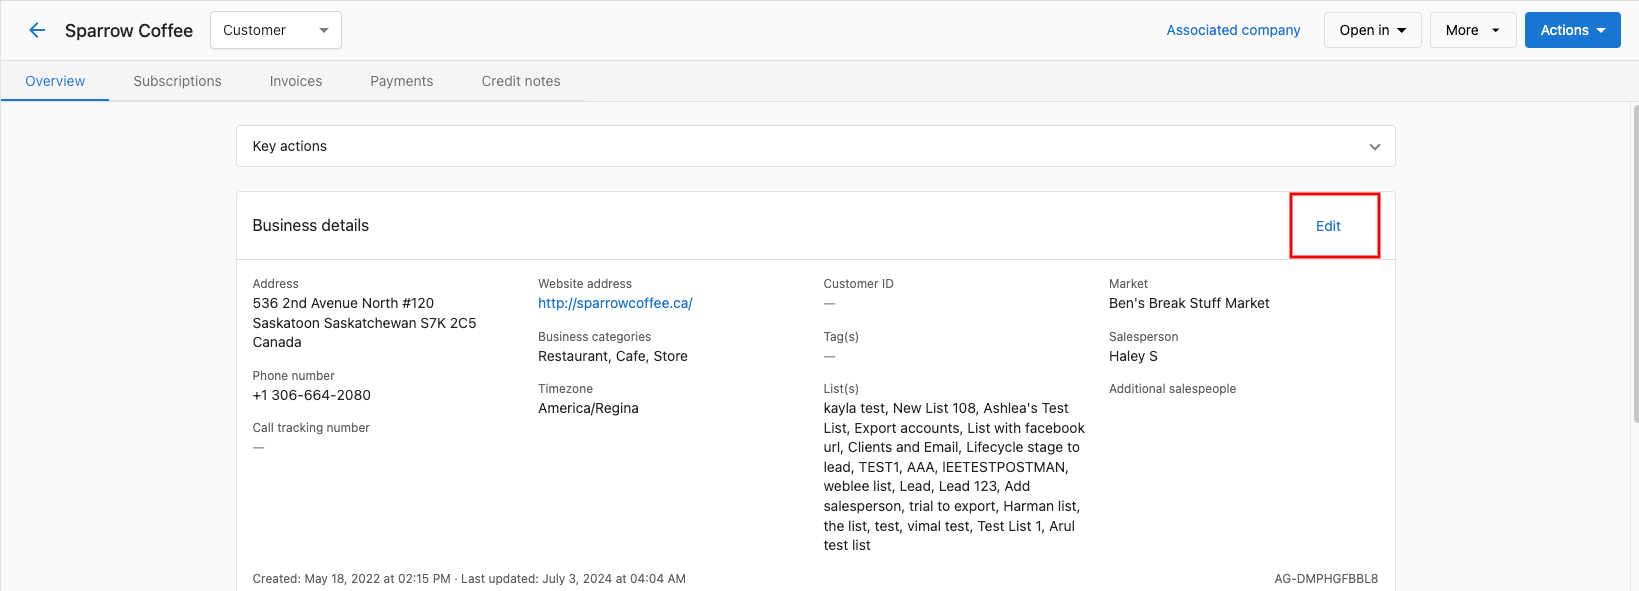 Sparrow Coffee
Customer
Associated company
Open in
More
Actions
Overview
Subscriptions
Invoices
Payments
Credit notes
Key actions
Business details
Edit
Address
536 2nd Avenue North #120
Saskatoon Saskatchewan S7K 2C5
Canada
Phone number
+1 306-664-2080
Call tracking number
—
Website address
http://sparrowcoffee.ca/
Business categories
Restaurant, Cafe, Store
Timezone
America/Regina
Customer ID
—
Tag(s)
—
List(s)
kayla test, New List 108, Ashlea's Test
List, Export accounts, List with facebook
url, Clients and Email, Lifecycle stage to
lead, TEST1, AAA, IEETESTPOSTMAN,
weblee list, Lead, Lead 123, Add
salesperson, trial to export, Harman list,
the list, test, vimal test, Test List 1, Arul
test list
Market
Ben's Break Stuff Market
Salesperson
Haley S
Additional salespeople
Created: May 18, 2022 at 02:15 PM · Last updated: July 3, 2024 at 04:04 AM
AG-DMPHGFBBL8